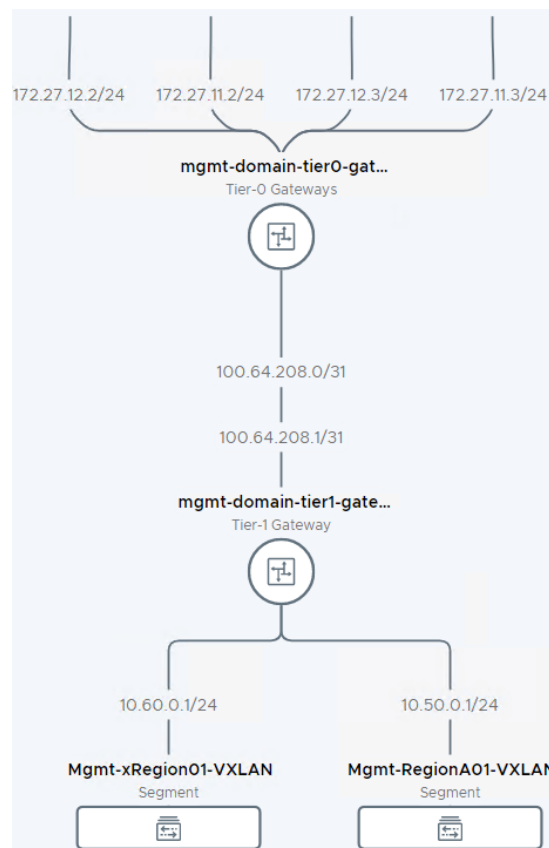 172.27.12.2/24 172.27.11.2/24 172.27.12.3/24 172.27.11.3/24
mgmt-domain-tier0-gat...
Tier-0 Gateways
100.64.208.0/31
100.64.208.1/31
mgmt-domain-tier1-gate...
Tier-1 Gateway
10.60.0.1/24 10.50.0.1/24
Mgmt-xRegion01-VXLAN Mgmt-RegionA01-VXLAN
Segment Segment